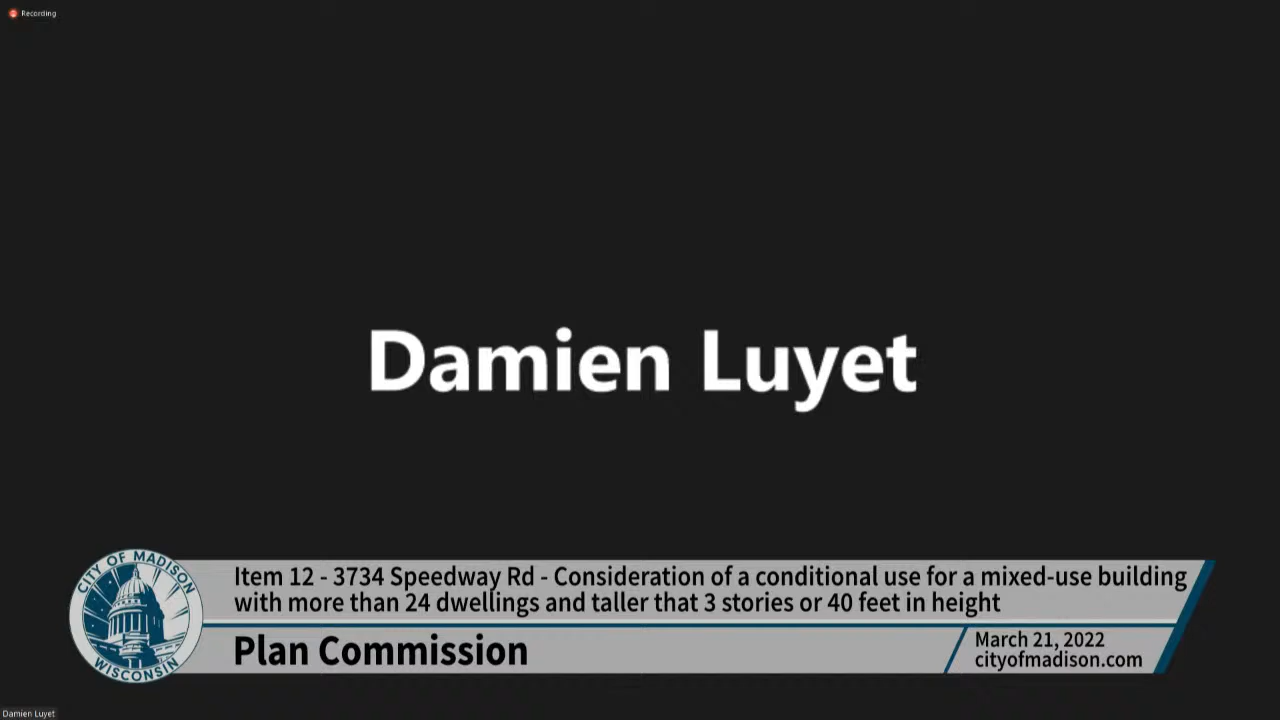 Recording
Damien Luyet
CITY OF MADISON
WISCONSIN
Item 12 - 3734 Speedway Rd - Consideration of a conditional use for a mixed-use building
with more than 24 dwellings and taller that 3 stories or 40 feet in height
Plan Commission
March 21, 2022
cityofmadison.com
Damien Luyet